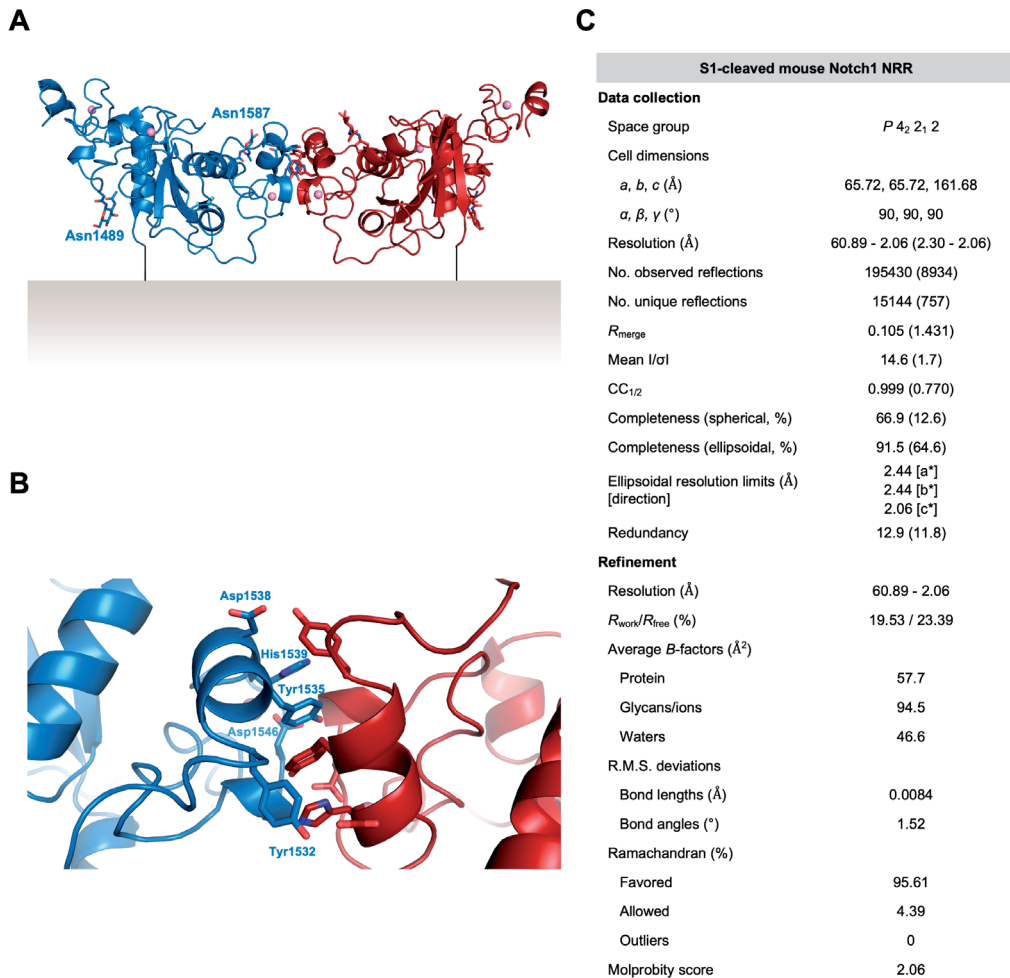 A
Asn1587
Asn1489
B
Asp1538
His1539
Tyr1535
Asp1546
Tyr1532
C
S1-cleaved mouse Notch1 NRR
Data collection
Space group P 4₂ 2₁ 2
Cell dimensions
a, b, c (Å) 65.72, 65.72, 161.68
α, β, γ (°) 90, 90, 90
Resolution (Å) 60.89 - 2.06 (2.30 - 2.06)
No. observed reflections 195430 (8934)
No. unique reflections 15144 (757)
Rmerge 0.105 (1.431)
Mean I/σI 14.6 (1.7)
CC1/2 0.999 (0.770)
Completeness (spherical, %) 66.9 (12.6)
Completeness (ellipsoidal, %) 91.5 (64.6)
Ellipsoidal resolution limits (Å)
[direction]
2.44 [a*]
2.44 [b*]
2.06 [c*]
Redundancy 12.9 (11.8)
Refinement
Resolution (Å) 60.89 - 2.06
Rwork/Rfree (%) 19.53 / 23.39
Average B-factors (Å²)
Protein 57.7
Glycans/ions 94.5
Waters 46.6
R.M.S. deviations
Bond lengths (Å) 0.0084
Bond angles (°) 1.52
Ramachandran (%)
Favored 95.61
Allowed 4.39
Outliers 0
Molprobity score 2.06